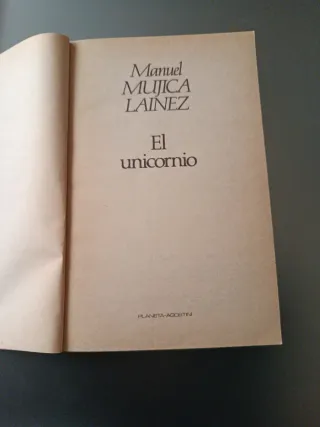 Manuel
MUJICA
LAINEZ
El
unicornio
PLANETA-AGOSTINI